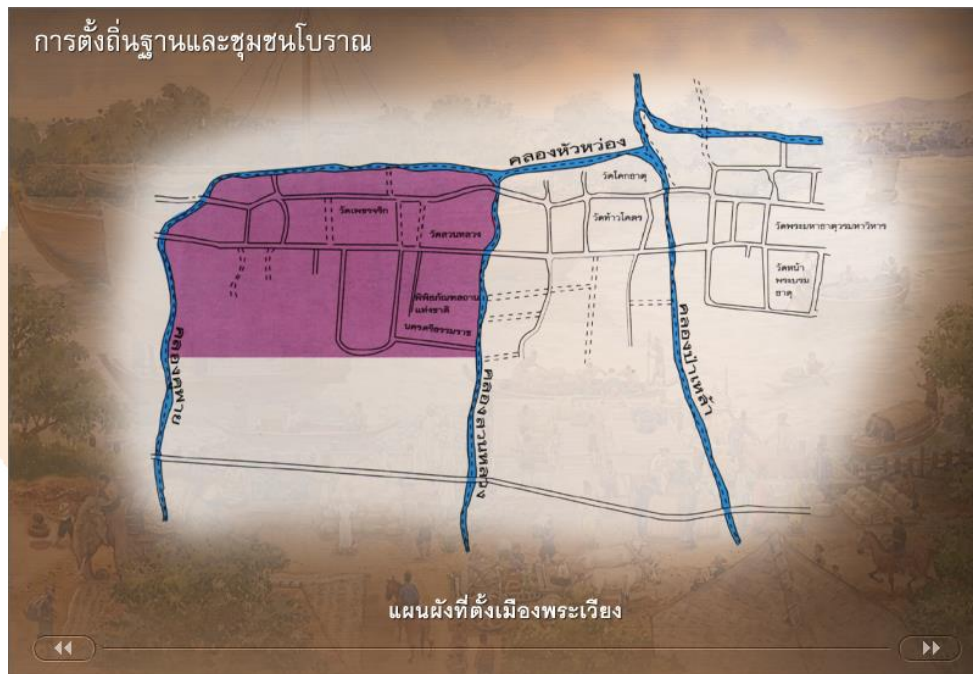 การตั้งถิ่นฐานและชุมชนโบราณ
คลองหัวหว่อง
วัดโคกธาตุ
วัดเพชรจริก
วัดท้าวโคตร
วัดสวนหลวง
วัดพระมหาธาตุวรมหาวิหาร
วัดหน้า
พระบรม
ธาตุ
พิพิธภัณฑสถาน
แห่งชาติ
นครศรีธรรมราช
คลองคูพาย
คลองสวนหลวง
คลองป่าเหล้า
แผนผังที่ตั้งเมืองพระเวียง